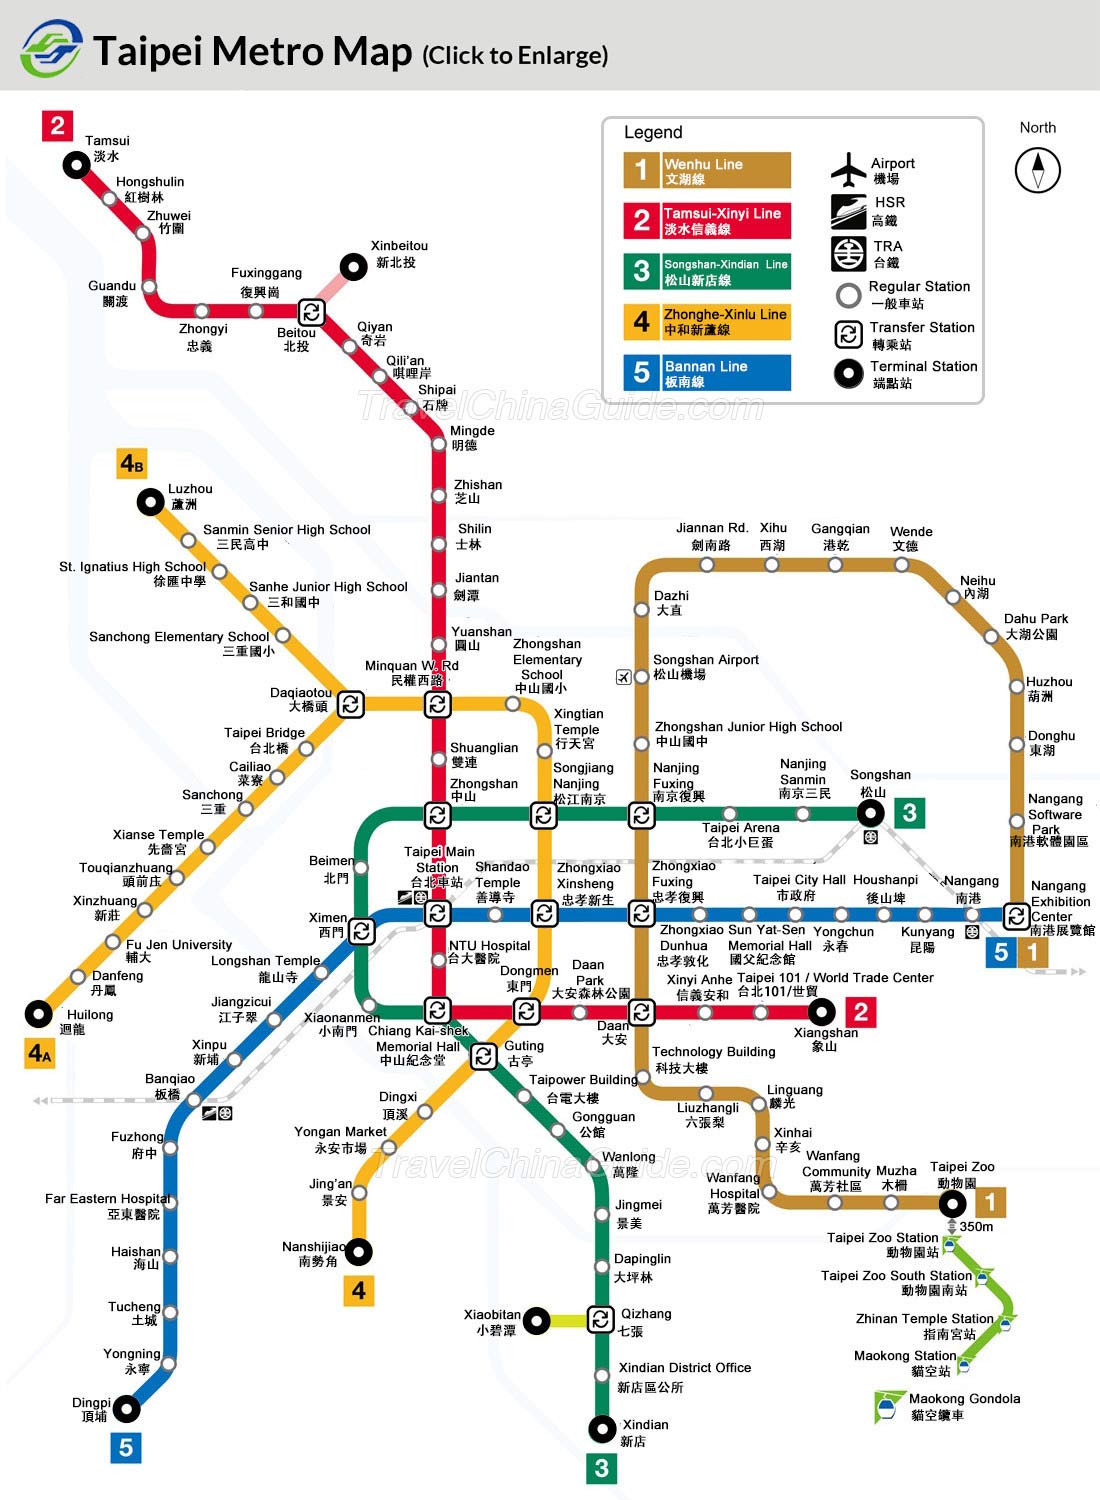 Taipei Metro Map (Click to Enlarge)
Legend
1 Wenhu Line
文湖線
2 Tamsui-Xinyi Line
淡水信義線
3 Songshan-Xindian Line
松山新店線
4 Zhonghe-Xinlu Line
中和新蘆線
5 Bannan Line
板南線
Airport
機場
HSR
高鐵
TRA
台鐵
Regular Station
一般車站
Transfer Station
轉乘站
Terminal Station
端點站
North
2
Tamsui
淡水
Hongshulin
紅樹林
Zhuwei
竹圍
Guandu
關渡
Zhongyi
忠義
Fuxinggang
復興崗
Beitou
北投
Xinbeitou
新北投
Qiyan
奇岩
Qili'an
唭哩岸
Shipai
石牌
TravelChinaGuide.com
Mingde
明德
Zhishan
芝山
Shilin
士林
Jiantan
劍潭
Yuanshan
圓山
Minquan W. Rd
民權西路
Shuanglian
雙連
Zhongshan
中山
Taipei Main
Station
台北車站
NTU Hospital
台大醫院
Chiang Kai-shek
Memorial Hall
中山紀念堂
Dongmen
東門
Daan
Park
大安森林公園
Daan
大安
Xinyi Anhe
信義安和
Taipei 101 / World Trade Center
台北101/世貿
Xiangshan
象山
2
4B
Luzhou
蘆洲
Sanmin Senior High School
三民高中
St. Ignatius High School
徐匯中學
Sanhe Junior High School
三和國中
Sanchong Elementary School
三重國小
Daqiaotou
大橋頭
Taipei Bridge
台北橋
Cailiao
菜寮
Sanchong
三重
Xianse Temple
先嗇宮
Touqianzhuang
頭前庄
Xinzhuang
新莊
Fu Jen University
輔大
Danfeng
丹鳳
Huilong
迴龍
4A
Zhongshan
Elementary
School
中山國小
Xingtian
Temple
行天宮
Songjiang
Nanjing
松江南京
Zhongxiao
Xinsheng
忠孝新生
Guting
古亭
Dingxi
頂溪
Yongan Market
永安市場
Jing'an
景安
Nanshijiao
南勢角
4
Jiannan Rd.
劍南路
Xihu
西湖
Gangqian
港乾
Wende
文德
Neihu
內湖
Dahu Park
大湖公園
Huzhou
葫洲
Donghu
東湖
Nangang
Software
Park
南港軟體園區
Nangang
Exhibition
Center
南港展覽館
5 1
Dazhi
大直
Songshan Airport
松山機場
Zhongshan Junior High School
中山國中
Nanjing
Fuxing
南京復興
Taipei Arena
台北小巨蛋
Nanjing
Sanmin
南京三民
Songshan
松山
3
Beimen
北門
Ximen
西門
Xiaonanmen
小南門
Shandao
Temple
善導寺
Zhongxiao
Fuxing
忠孝復興
Zhongxiao
Dunhua
忠孝敦化
Sun Yat-Sen
Memorial Hall
國父紀念館
Taipei City Hall
市政府
Yongchun
永春
Houshanpi
後山埤
Kunyang
昆陽
Nangang
南港
Longshan Temple
龍山寺
Jiangzicui
江子翠
Xinpu
新埔
Banqiao
板橋
Fuzhong
府中
Far Eastern Hospital
亞東醫院
Haishan
海山
Tucheng
土城
Yongning
永寧
Dingpi
頂埔
5
Taipower Building
台電大樓
Gongguan
公館
Wanlong
萬隆
TravelChinaGuide.com
Jingmei
景美
Dapinglin
大坪林
Xiaobitan
小碧潭
Qizhang
七張
Xindian District Office
新店區公所
Xindian
新店
3
Technology Building
科技大樓
Liuzhangli
六張犁
Linguang
麟光
Xinhai
辛亥
Wanfang
Hospital
萬芳醫院
Wanfang
Community
萬芳社區
Muzha
木柵
Taipei Zoo
動物園
1
350m
Taipei Zoo Station
動物園站
Taipei Zoo South Station
動物園南站
Zhinan Temple Station
指南宮站
Maokong Station
貓空站
Maokong Gondola
貓空纜車